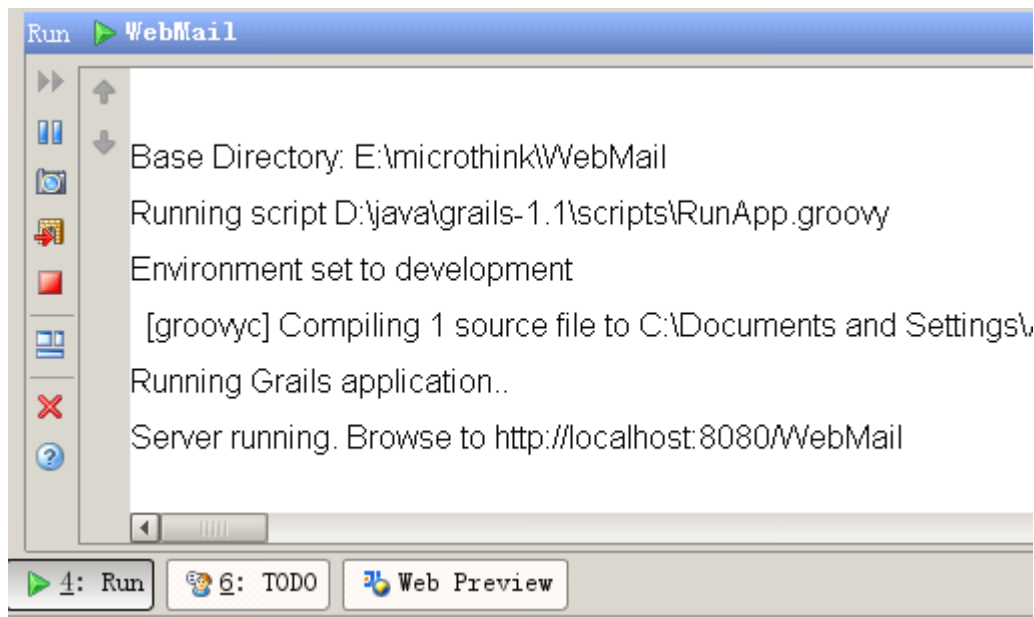 Run WebMail
Base Directory: E:\microthink\WebMail
Running script D:\java\grails-1.1\scripts\RunApp.groovy
Environment set to development
[groovyc] Compiling 1 source file to C:\Documents and Settings\
Running Grails application..
Server running. Browse to http://localhost:8080/WebMail
4: Run 6: TODO Web Preview